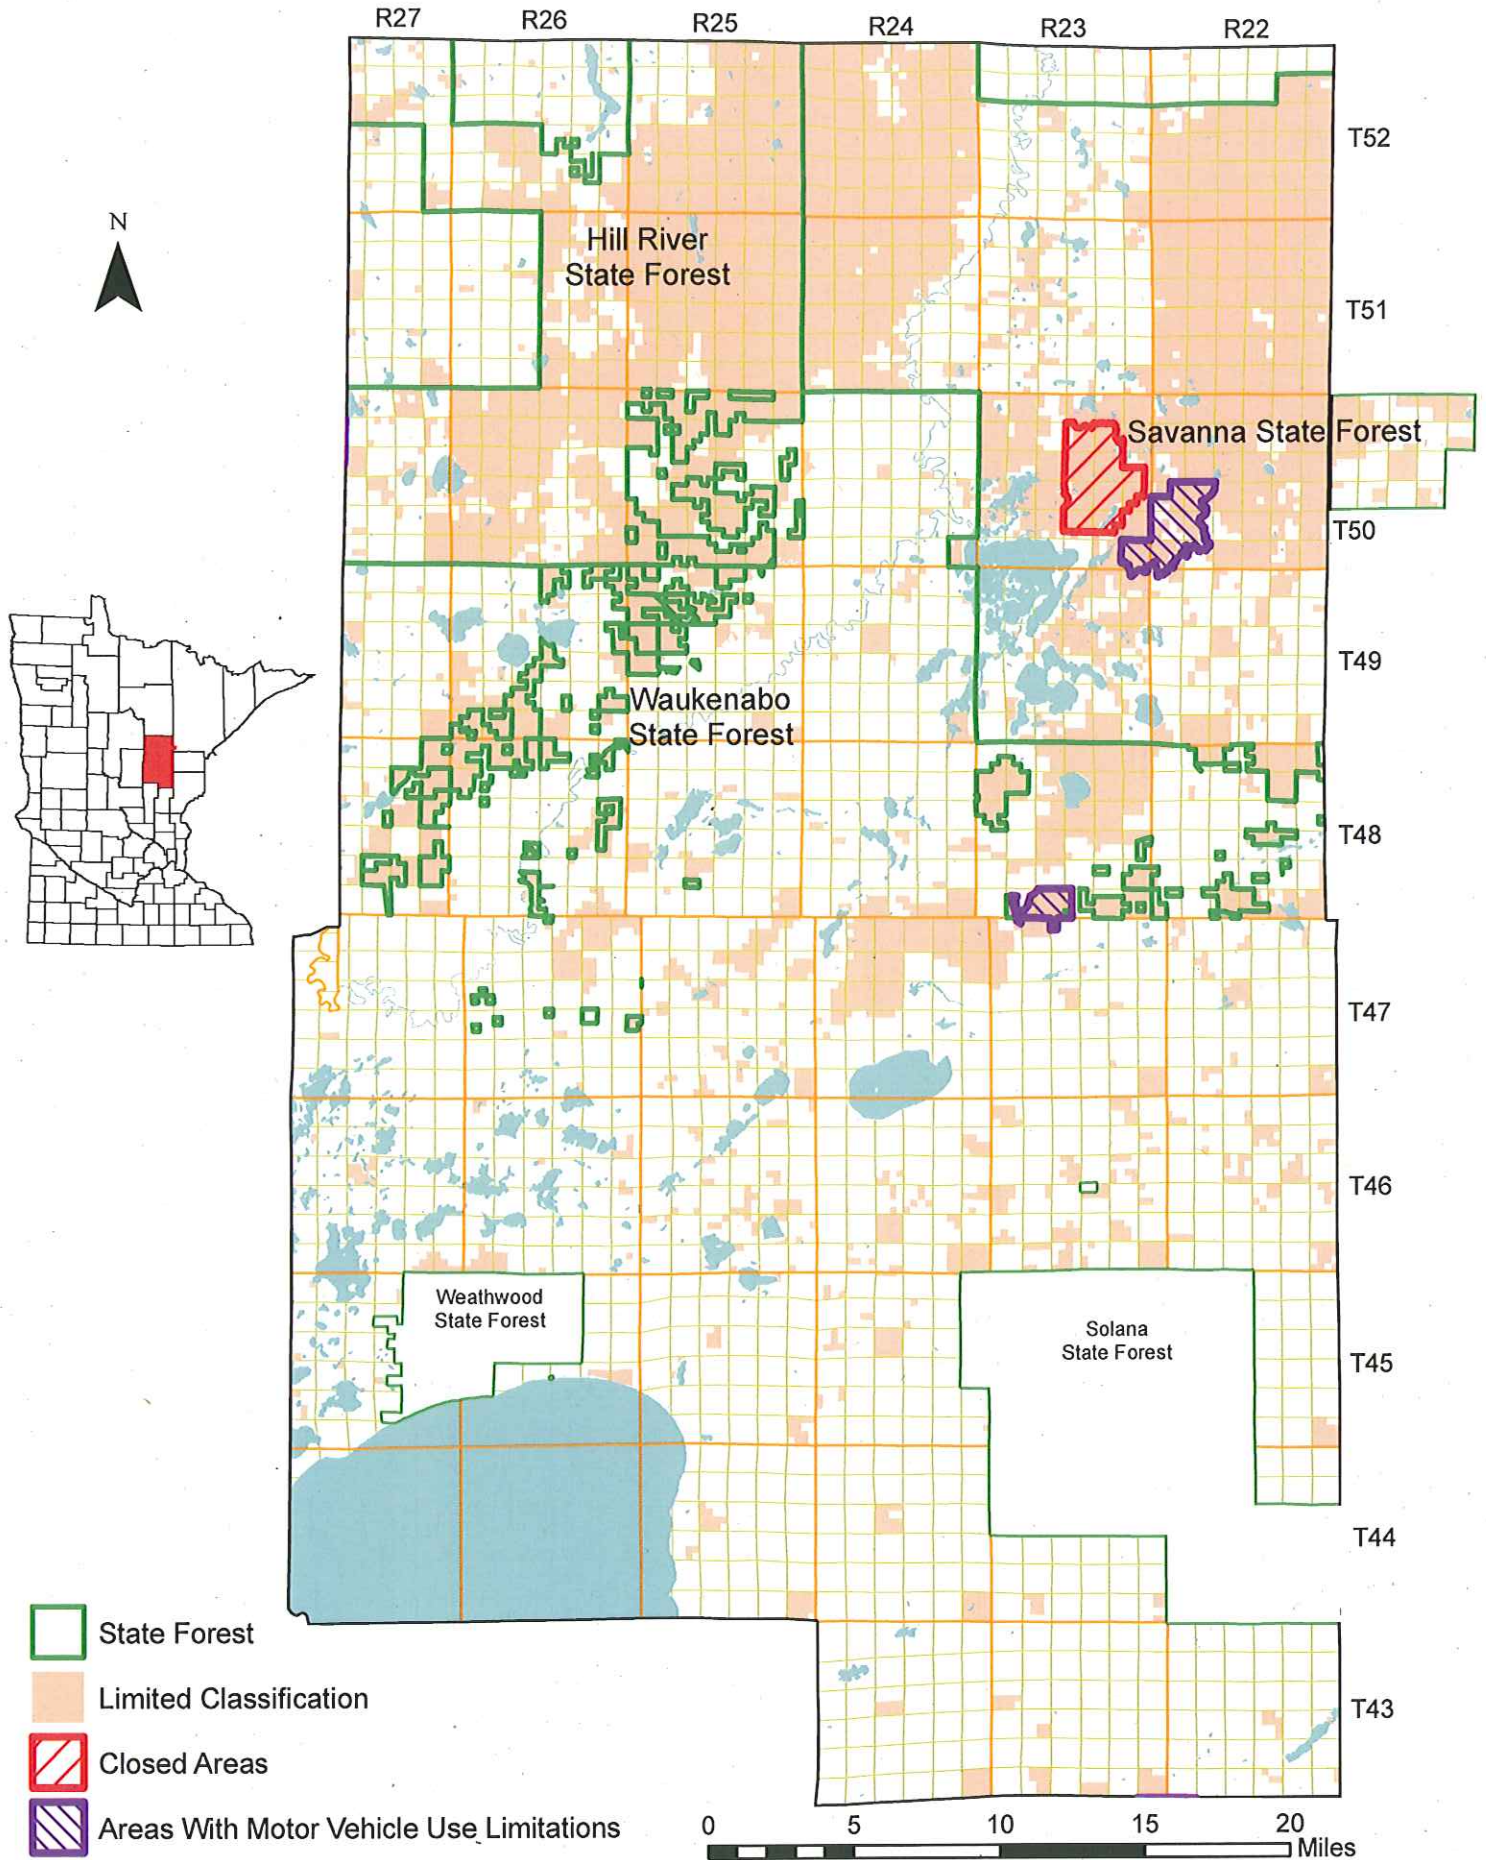 R27 R26 R25 R24 R23 R22
T52
N
Hill River
State Forest
T51
Savanna State Forest
T50
T49
Waukenabo
State Forest
T48
T47
T46
Weathwood
State Forest
Solana
State Forest
T45
T44
State Forest
Limited Classification
T43
Closed Areas
Areas With Motor Vehicle Use Limitations
0 5 10 15 20
Miles